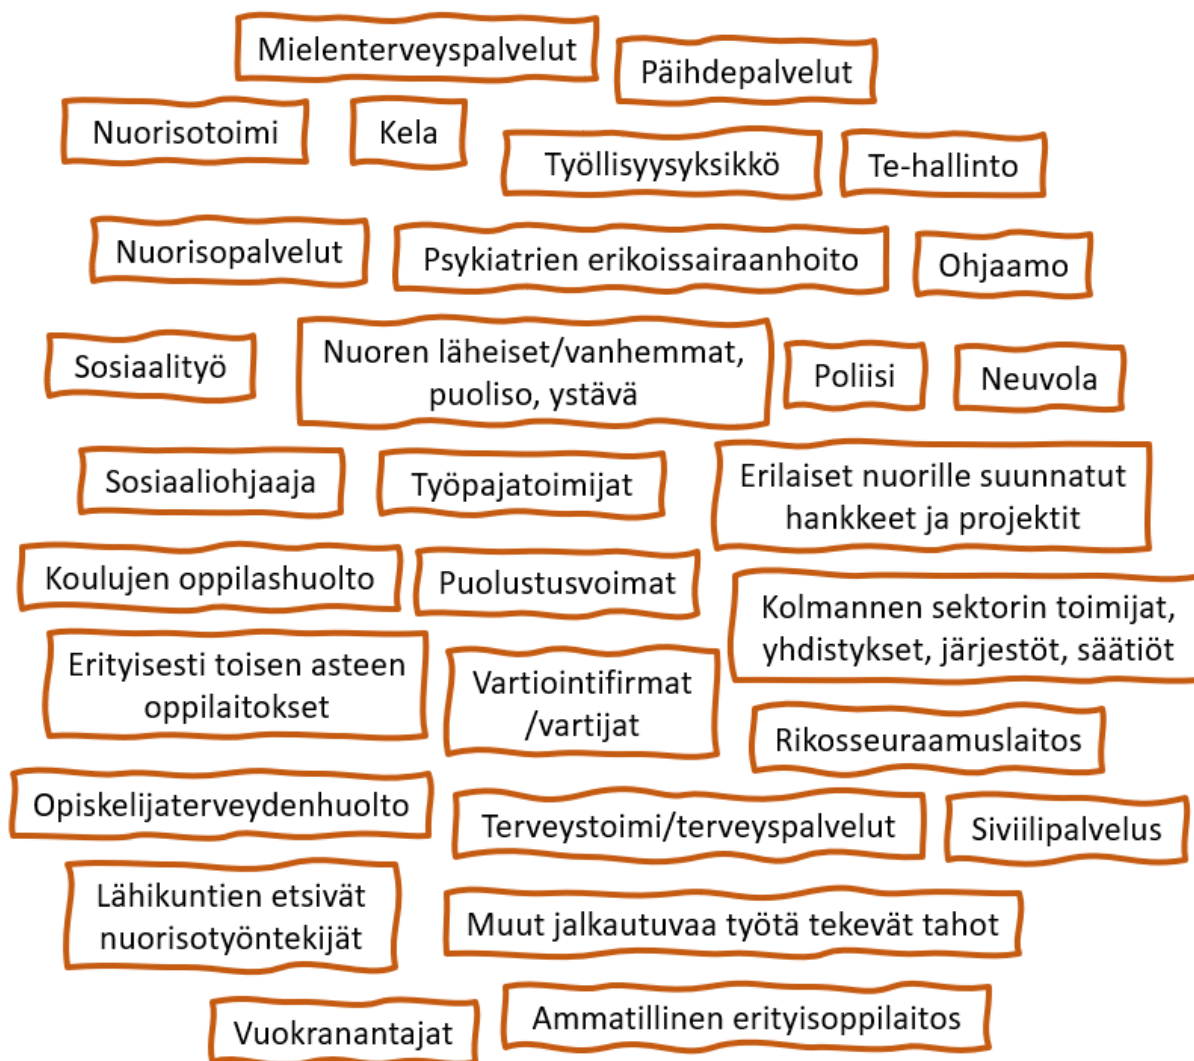 Mielenterveyspalvelut
Päihdepalvelut
Nuorisotoimi
Kela
Työllisyysyksikkö
Te-hallinto
Nuorisopalvelut
Psykiatrien erikoissairaanhoito
Ohjaamo
Sosiaalityö
Nuoren läheiset/vanhemmat,
puoliso, ystävä
Poliisi
Neuvola
Sosiaaliohjaaja
Työpajatoimijat
Erilaiset nuorille suunnatut
hankkeet ja projektit
Koulujen oppilashuolto
Puolustusvoimat
Kolmannen sektorin toimijat,
yhdistykset, järjestöt, säätiöt
Erityisesti toisen asteen
oppilaitokset
Vartiointifirmat
/vartijat
Rikosseuraamuslaitos
Opiskelijaterveydenhuolto
Terveystoimi/terveyspalvelut
Siviilipalvelus
Lähikuntien etsivät
nuorisotyöntekijät
Muut jalkautuvaa työtä tekevät tahot
Vuokranantajat
Ammatillinen erityisoppilaitos